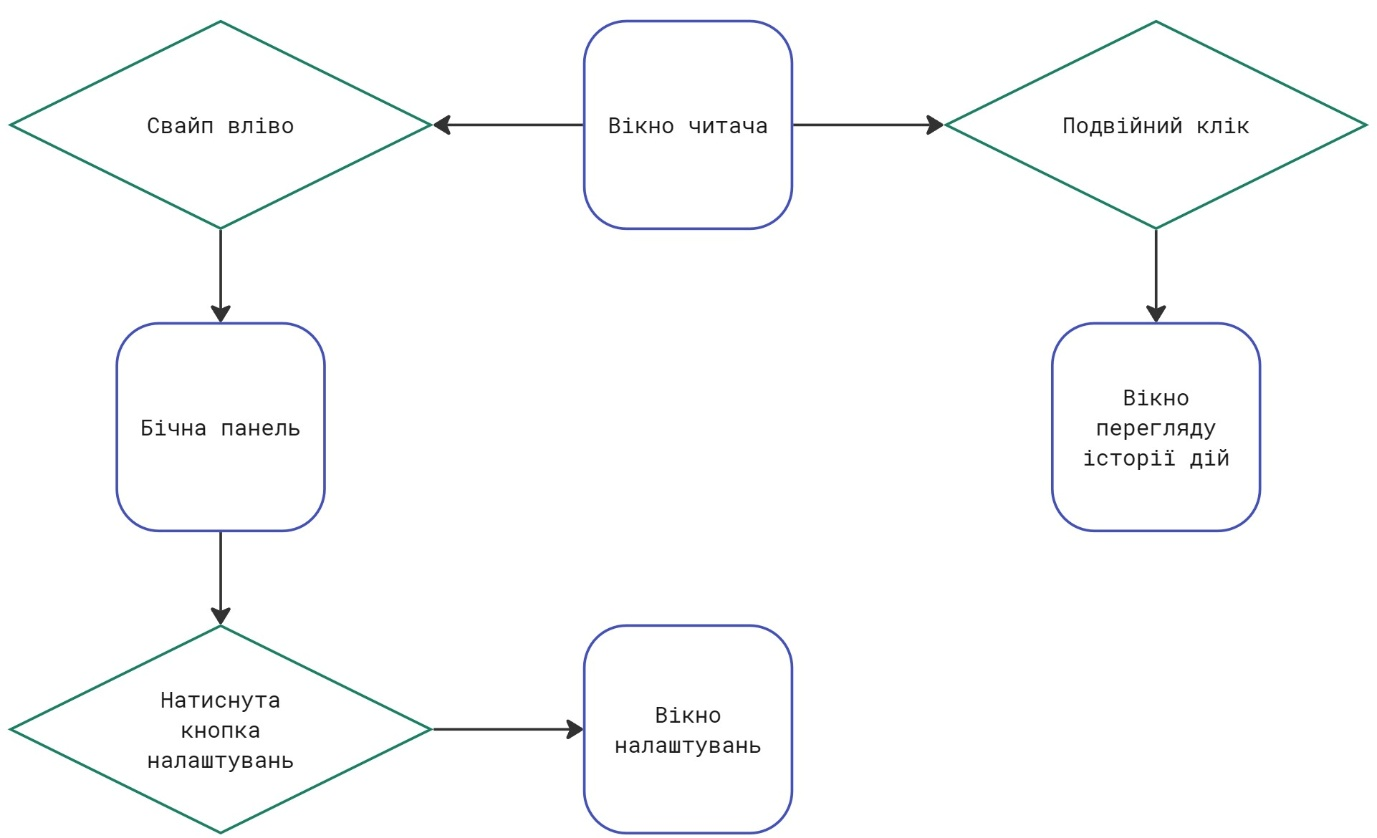 Свайп вліво
Вікно читача
Подвійний клік
Бічна панель
Вікно
перегляду
історії дій
Натиснута
кнопка
налаштувань
Вікно
налаштувань